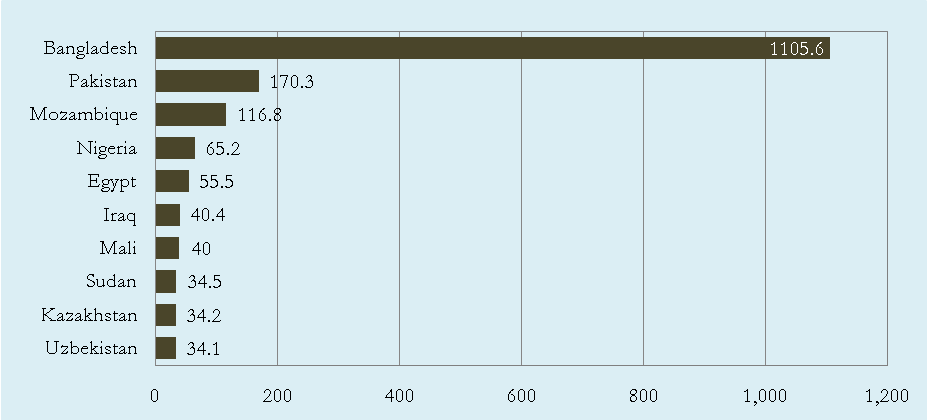 Bangladesh 1105.6
Pakistan 170.3
Mozambique 116.8
Nigeria 65.2
Egypt 55.5
Iraq 40.4
Mali 40
Sudan 34.5
Kazakhstan 34.2
Uzbekistan 34.1
0 200 400 600 800 1,000 1,200